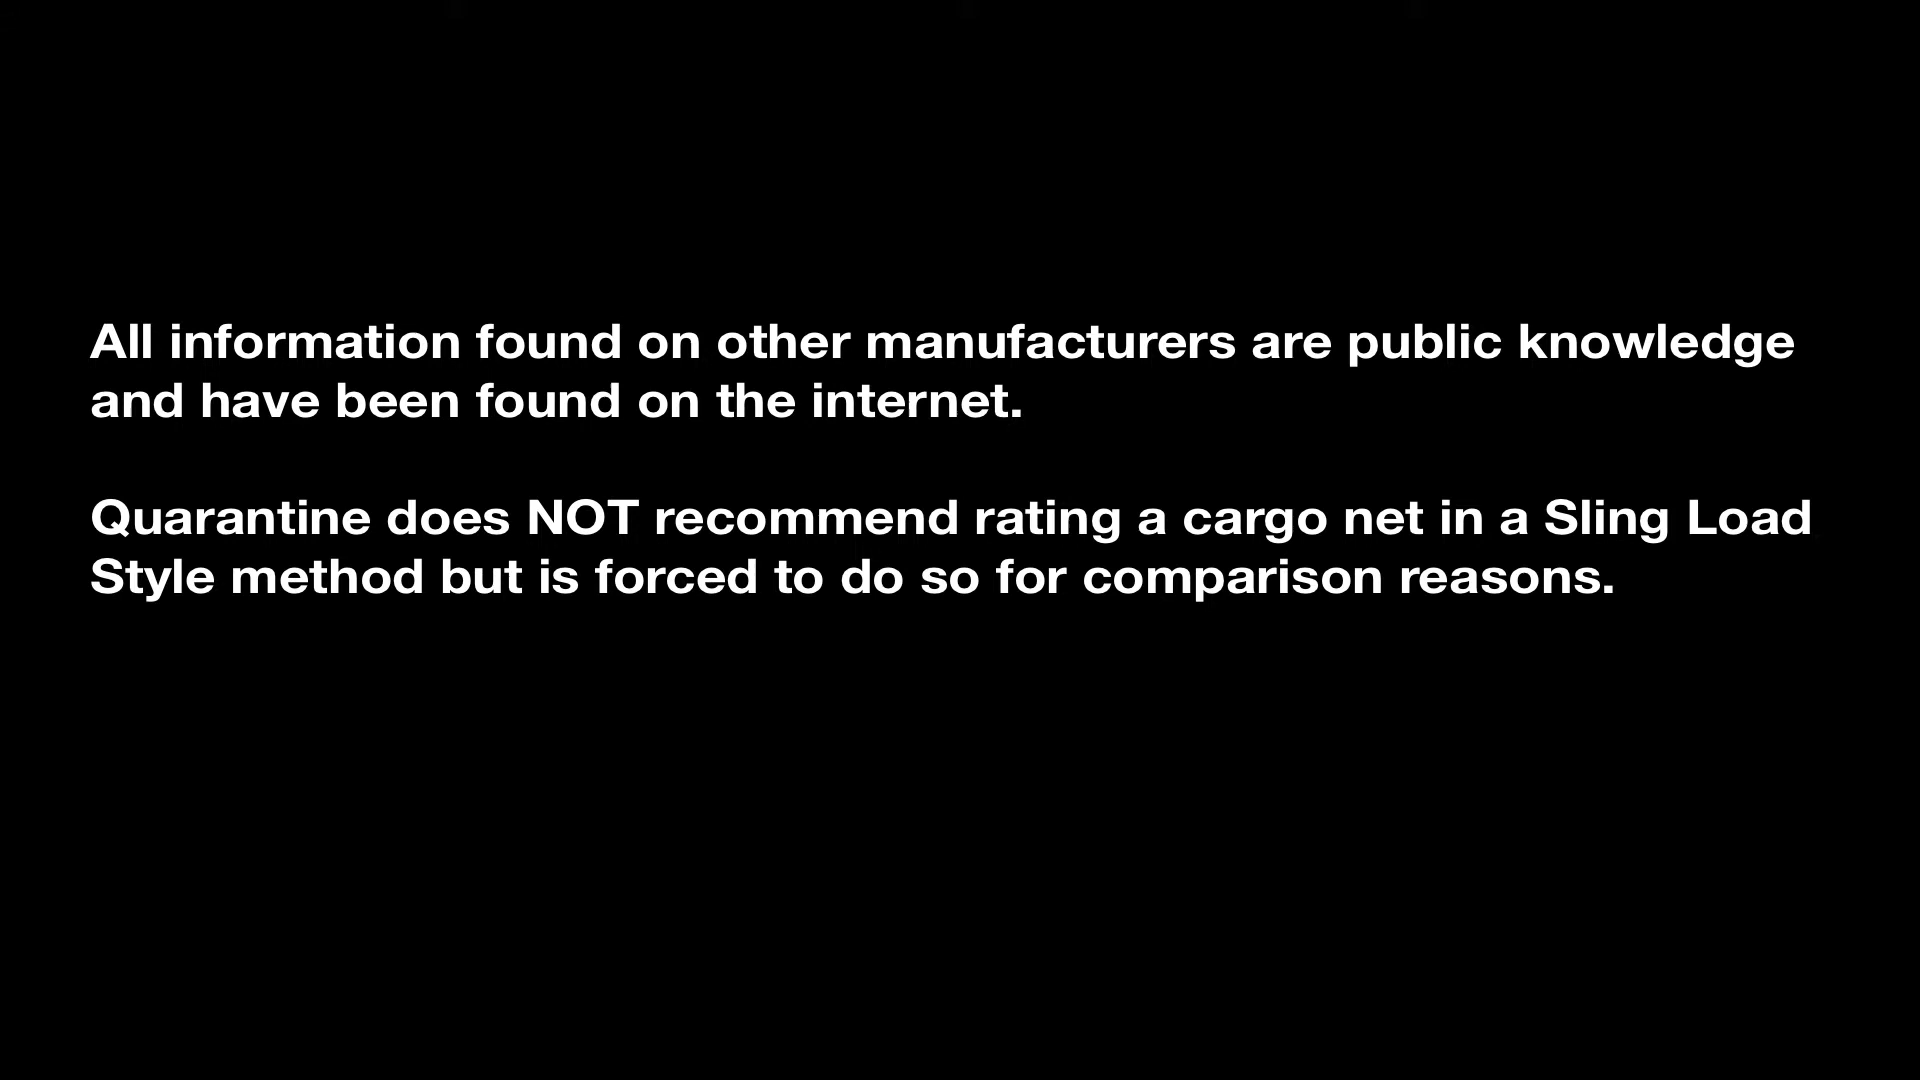 All information found on other manufacturers are public knowledge
and have been found on the internet.
Quarantine does NOT recommend rating a cargo net in a Sling Load
Style method but is forced to do so for comparison reasons.